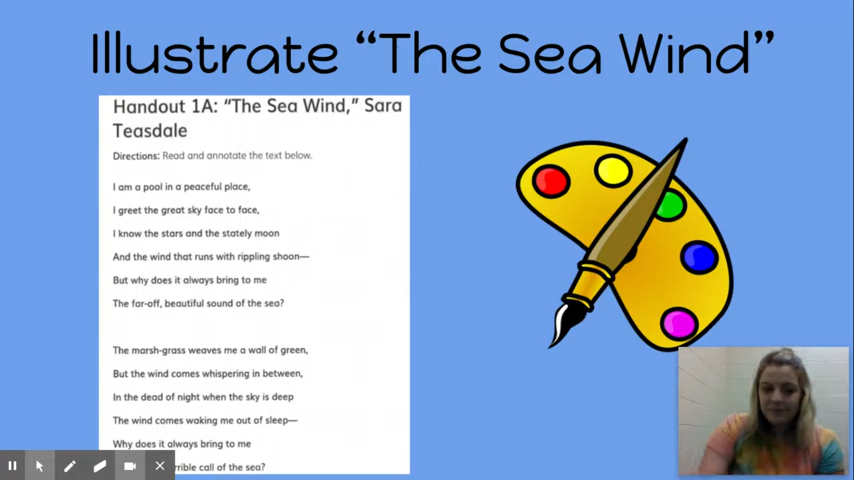 Illustrate “The Sea Wind”
Handout 1A: “The Sea Wind,” Sara
Teasdale
Directions: Read and annotate the text below.
I am a pool in a peaceful place,
I greet the great sky face to face,
I know the stars and the stately moon
And the wind that runs with rippling shoon—
But why does it always bring to me
The far-off, beautiful sound of the sea?
The marsh-grass weaves me a wall of green,
But the wind comes whispering in between,
In the dead of night when the sky is deep
The wind comes waking me out of sleep—
Why does it always bring to me
call of the sea?